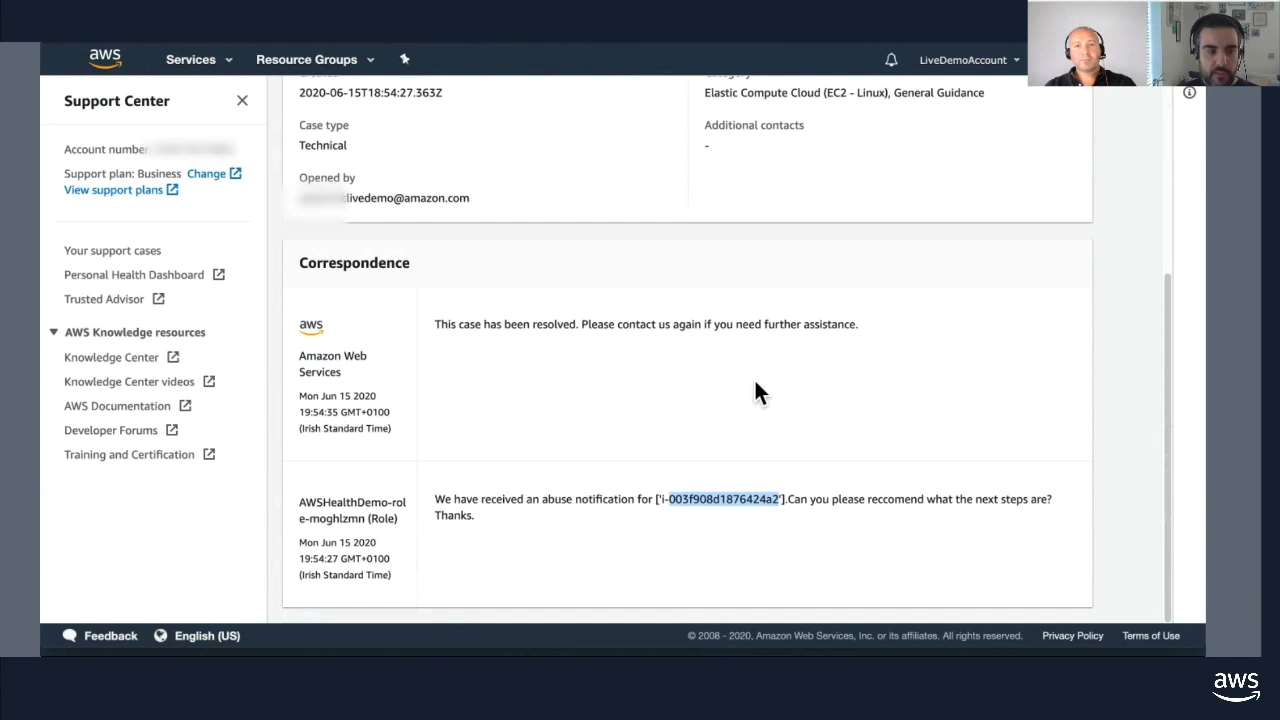 aws
Services
Resource Groups
LiveDemoAccount
Support Center
Account number
Support plan: Business Change
View support plans
Your support cases
Personal Health Dashboard
Trusted Advisor
AWS Knowledge resources
Knowledge Center
Knowledge Center videos
AWS Documentation
Developer Forums
Training and Certification
2020-06-15T18:54:27.363Z
Case type
Technical
Opened by
livedemo@amazon.com
Elastic Compute Cloud (EC2 - Linux), General Guidance
Additional contacts
-
Correspondence
aws
Amazon Web
Services
Mon Jun 15 2020
19:54:35 GMT+0100
(Irish Standard Time)
This case has been resolved. Please contact us again if you need further assistance.
AWSHealthDemo-rol
e-moghlzmn (Role)
Mon Jun 15 2020
19:54:27 GMT+0100
(Irish Standard Time)
We have received an abuse notification for ['i-003f908d1876424a2'].Can you please reccomend what the next steps are?
Thanks.
Feedback
English (US)
© 2008 - 2020, Amazon Web Services, Inc. or its affiliates. All rights reserved.
Privacy Policy
Terms of Use
aws